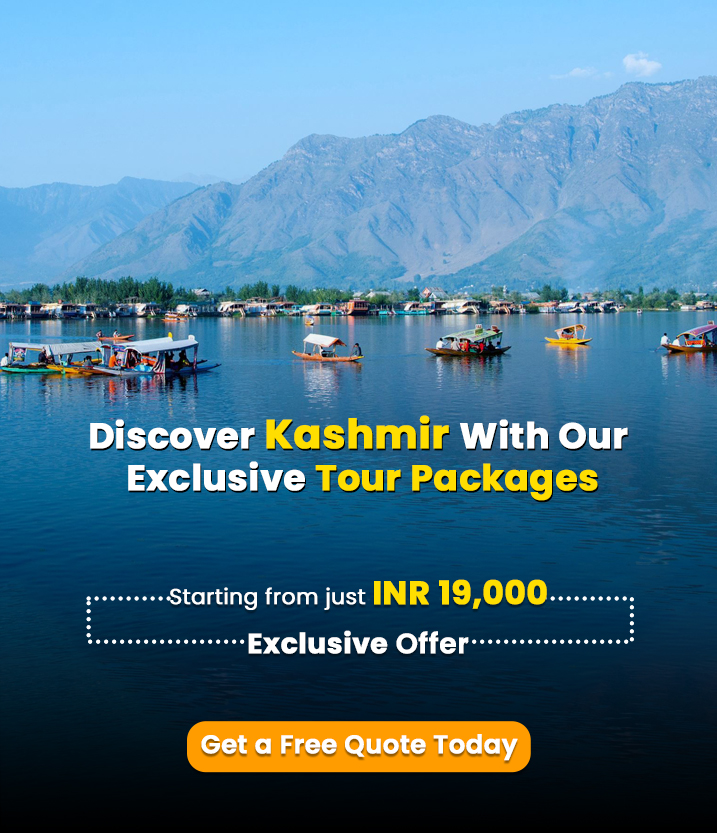 Discover Kashmir With Our
Exclusive Tour Packages
Starting from just INR 19,000
Exclusive Offer
Get a Free Quote Today